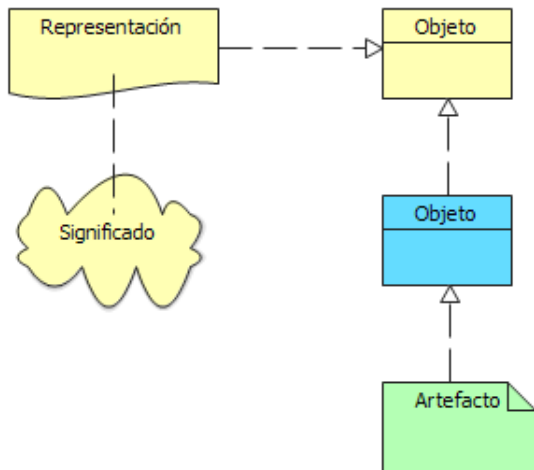 Representación
Objeto
Significado
Objeto
Artefacto